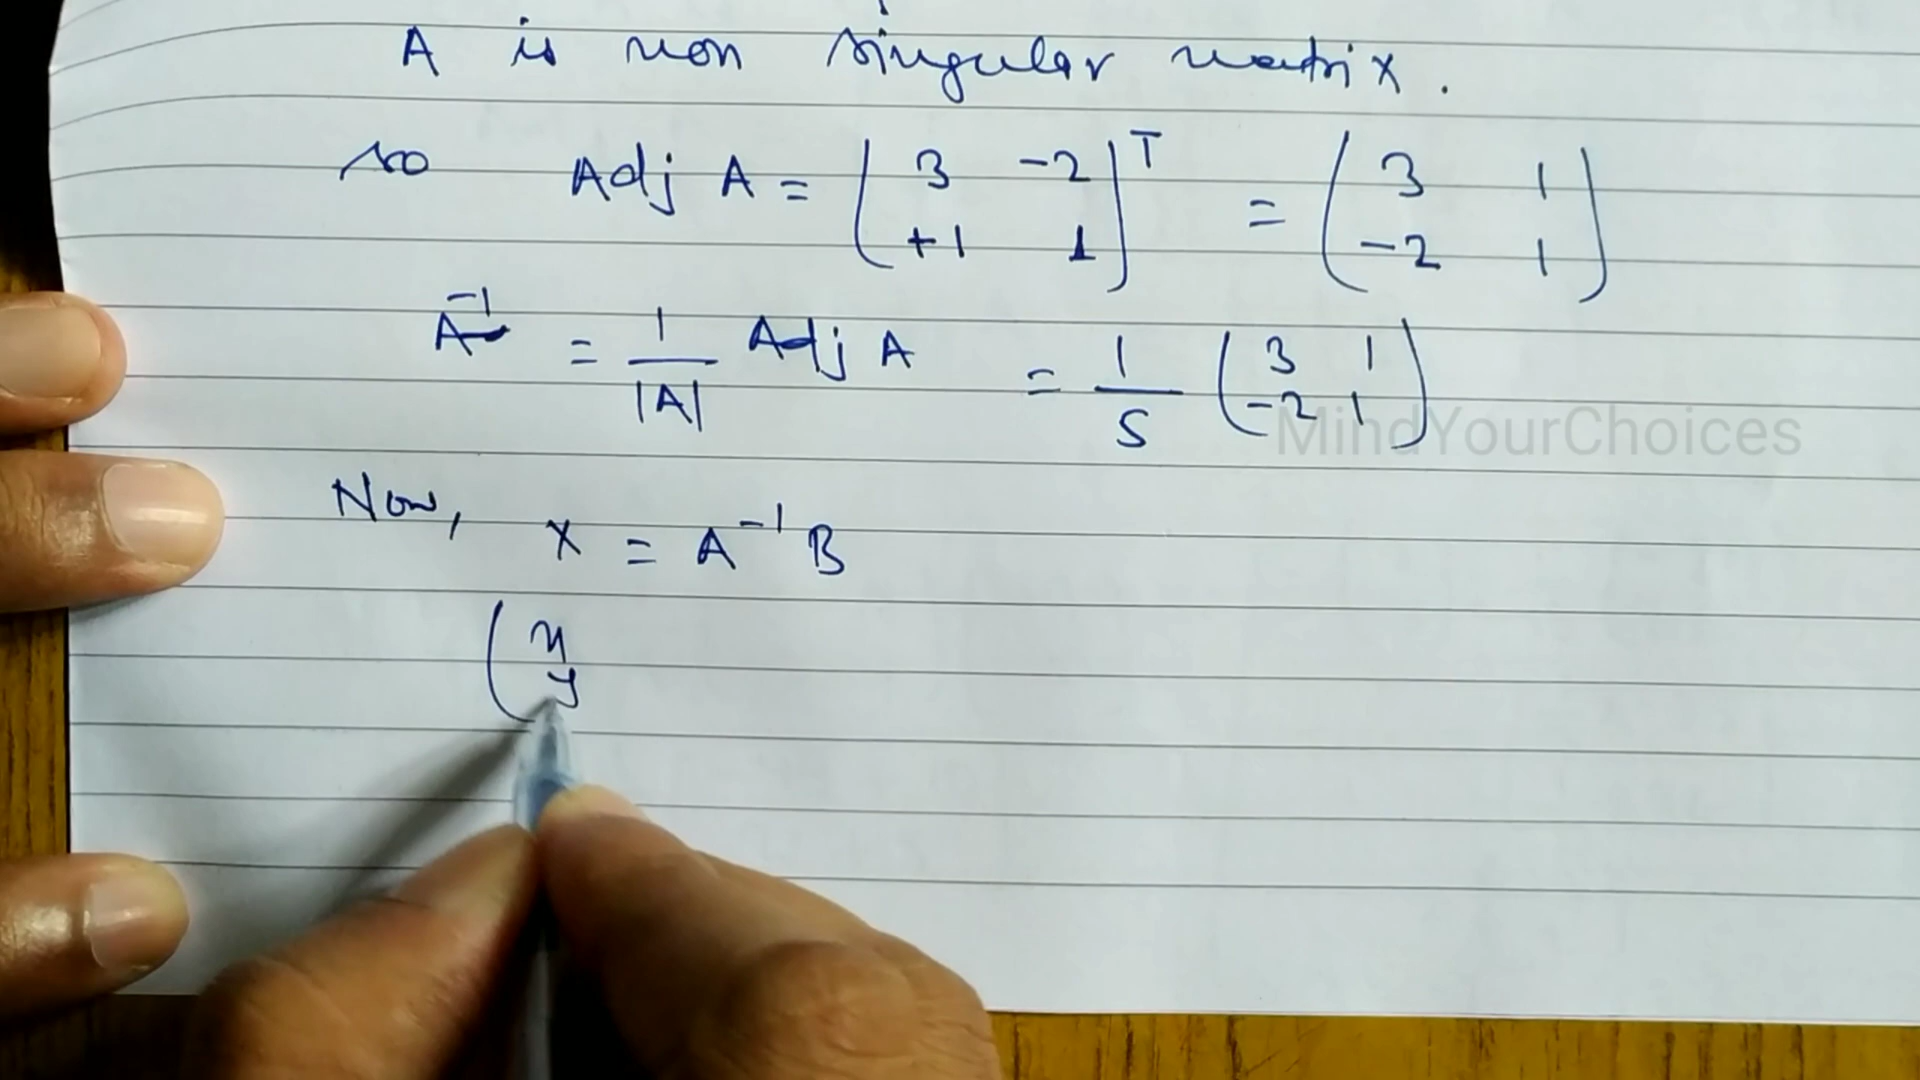 A is non singular matrix.
so Adj A = ( 3 -2 +1 1 )ᵀ = ( 3 1 -2 1 )
A⁻¹ = 1/|A| Adj A = 1/5 ( 3 1 -2 1 )
MindYourChoices
Now, X = A⁻¹ B
( x
y